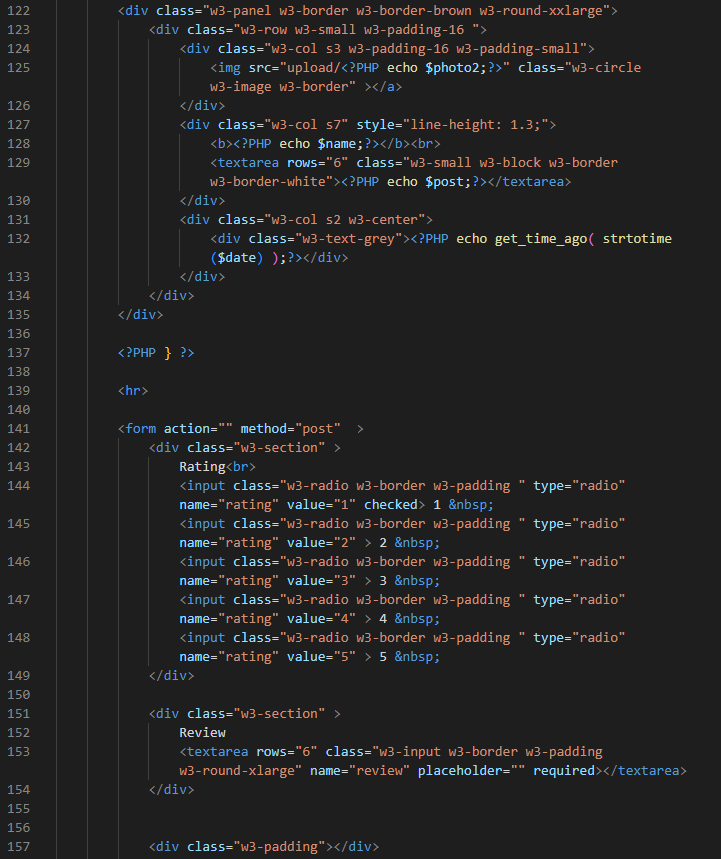 122 <div class="w3-panel w3-border w3-border-brown w3-round-xxlarge">
123 <div class="w3-row w3-small w3-padding-16 ">
124 <div class="w3-col s3 w3-padding-16 w3-padding-small">
125 <img src="upload/<?PHP echo $photo2;?>" class="w3-circle
w3-image w3-border" ></a>
126 </div>
127 <div class="w3-col s7" style="line-height: 1.3;">
128 <b><?PHP echo $name;?></b><br>
129 <textarea rows="6" class="w3-small w3-block w3-border
w3-border-white"><?PHP echo $post;?></textarea>
130 </div>
131 <div class="w3-col s2 w3-center">
132 <div class="w3-text-grey"><?PHP echo get_time_ago( strtotime
($date) );?></div>
133 </div>
134 </div>
135 </div>
136
137 <?PHP } ?>
138
139 <hr>
140
141 <form action="" method="post"  >
142 <div class="w3-section" >
143 Rating<br>
144 <input class="w3-radio w3-border w3-padding " type="radio"
name="rating" value="1" checked> 1 &nbsp;
145 <input class="w3-radio w3-border w3-padding " type="radio"
name="rating" value="2" > 2 &nbsp;
146 <input class="w3-radio w3-border w3-padding " type="radio"
name="rating" value="3" > 3 &nbsp;
147 <input class="w3-radio w3-border w3-padding " type="radio"
name="rating" value="4" > 4 &nbsp;
148 <input class="w3-radio w3-border w3-padding " type="radio"
name="rating" value="5" > 5 &nbsp;
149 </div>
150
151 <div class="w3-section" >
152 Review
153 <textarea rows="6" class="w3-input w3-border w3-padding
w3-round-xlarge" name="review" placeholder="" required></textarea>
154 </div>
155
156
157 <div class="w3-padding"></div>